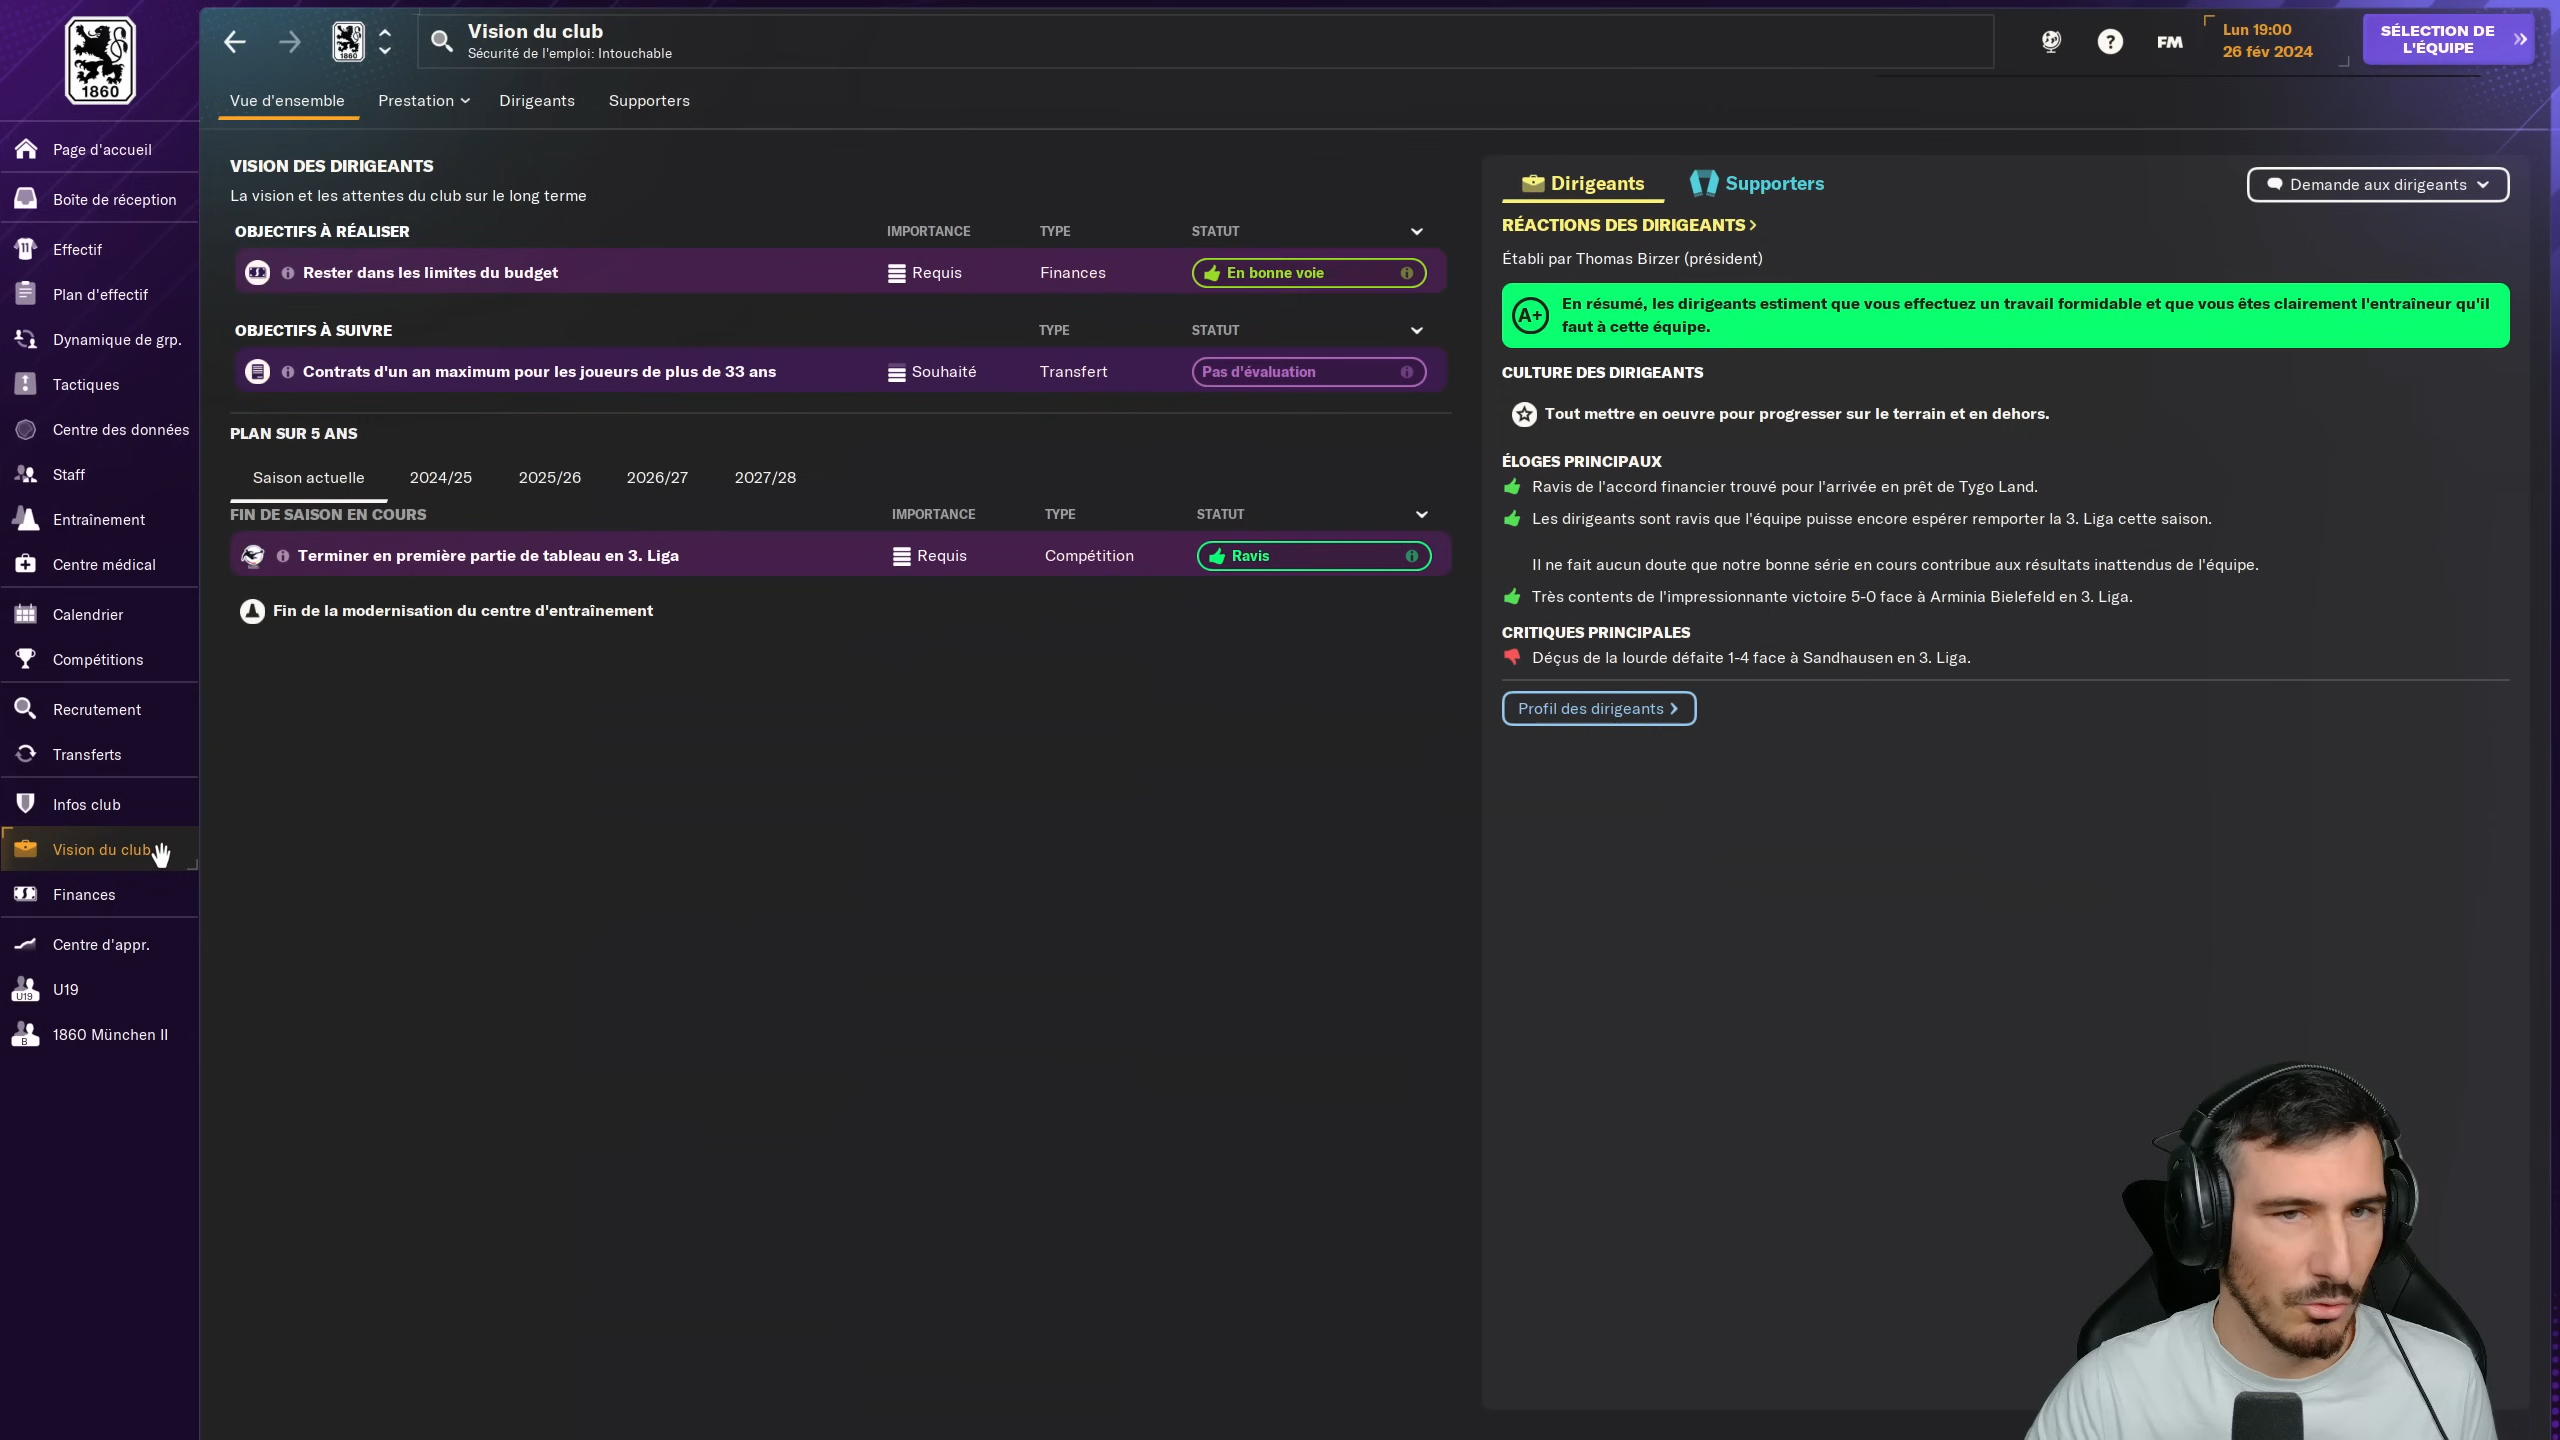 1860
Page d'accueil
Boîte de réception
Effectif
Plan d'effectif
Dynamique de grp.
Tactiques
Centre des données
Staff
Entraînement
Centre médical
Calendrier
Compétitions
Recrutement
Transferts
Infos club
Vision du club
Finances
Centre d'appr.
U19
U19
B
1860 München II
1860
Vision du club
Sécurité de l'emploi: Intouchable
?
FM
Lun 19:00
26 fév 2024
SÉLECTION DE
L'ÉQUIPE
Vue d'ensemble
Prestation
Dirigeants
Supporters
VISION DES DIRIGEANTS
La vision et les attentes du club sur le long terme
OBJECTIFS À RÉALISER IMPORTANCE TYPE STATUT
Rester dans les limites du budget Requis Finances En bonne voie
OBJECTIFS À SUIVRE TYPE STATUT
Contrats d'un an maximum pour les joueurs de plus de 33 ans Souhaité Transfert Pas d'évaluation
PLAN SUR 5 ANS
Saison actuelle 2024/25 2025/26 2026/27 2027/28
FIN DE SAISON EN COURS IMPORTANCE TYPE STATUT
Terminer en première partie de tableau en 3. Liga Requis Compétition Ravis
Fin de la modernisation du centre d'entraînement
Dirigeants Supporters Demande aux dirigeants
RÉACTIONS DES DIRIGEANTS
Établi par Thomas Birzer (président)
A+
En résumé, les dirigeants estiment que vous effectuez un travail formidable et que vous êtes clairement l'entraîneur qu'il
faut à cette équipe.
CULTURE DES DIRIGEANTS
Tout mettre en oeuvre pour progresser sur le terrain et en dehors.
ÉLOGES PRINCIPAUX
Ravis de l'accord financier trouvé pour l'arrivée en prêt de Tygo Land.
Les dirigeants sont ravis que l'équipe puisse encore espérer remporter la 3. Liga cette saison.
Il ne fait aucun doute que notre bonne série en cours contribue aux résultats inattendus de l'équipe.
Très contents de l'impressionnante victoire 5-0 face à Arminia Bielefeld en 3. Liga.
CRITIQUES PRINCIPALES
Déçus de la lourde défaite 1-4 face à Sandhausen en 3. Liga.
Profil des dirigeants